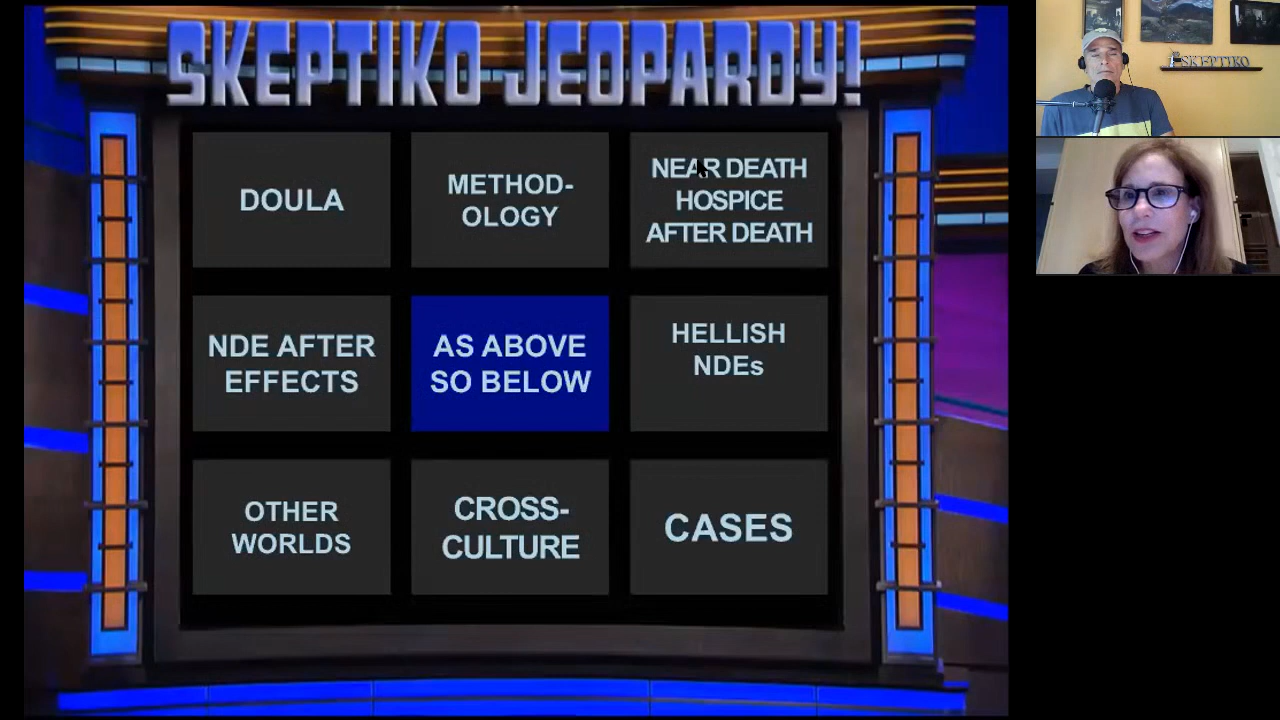 SKEPTIKO JEOPARDY!
DOULA
METHOD-
OLOGY
NEAR DEATH
HOSPICE
AFTER DEATH
NDE AFTER
EFFECTS
AS ABOVE
SO BELOW
HELLISH
NDEs
OTHER
WORLDS
CROSS-
CULTURE
CASES
SKEPTIKO